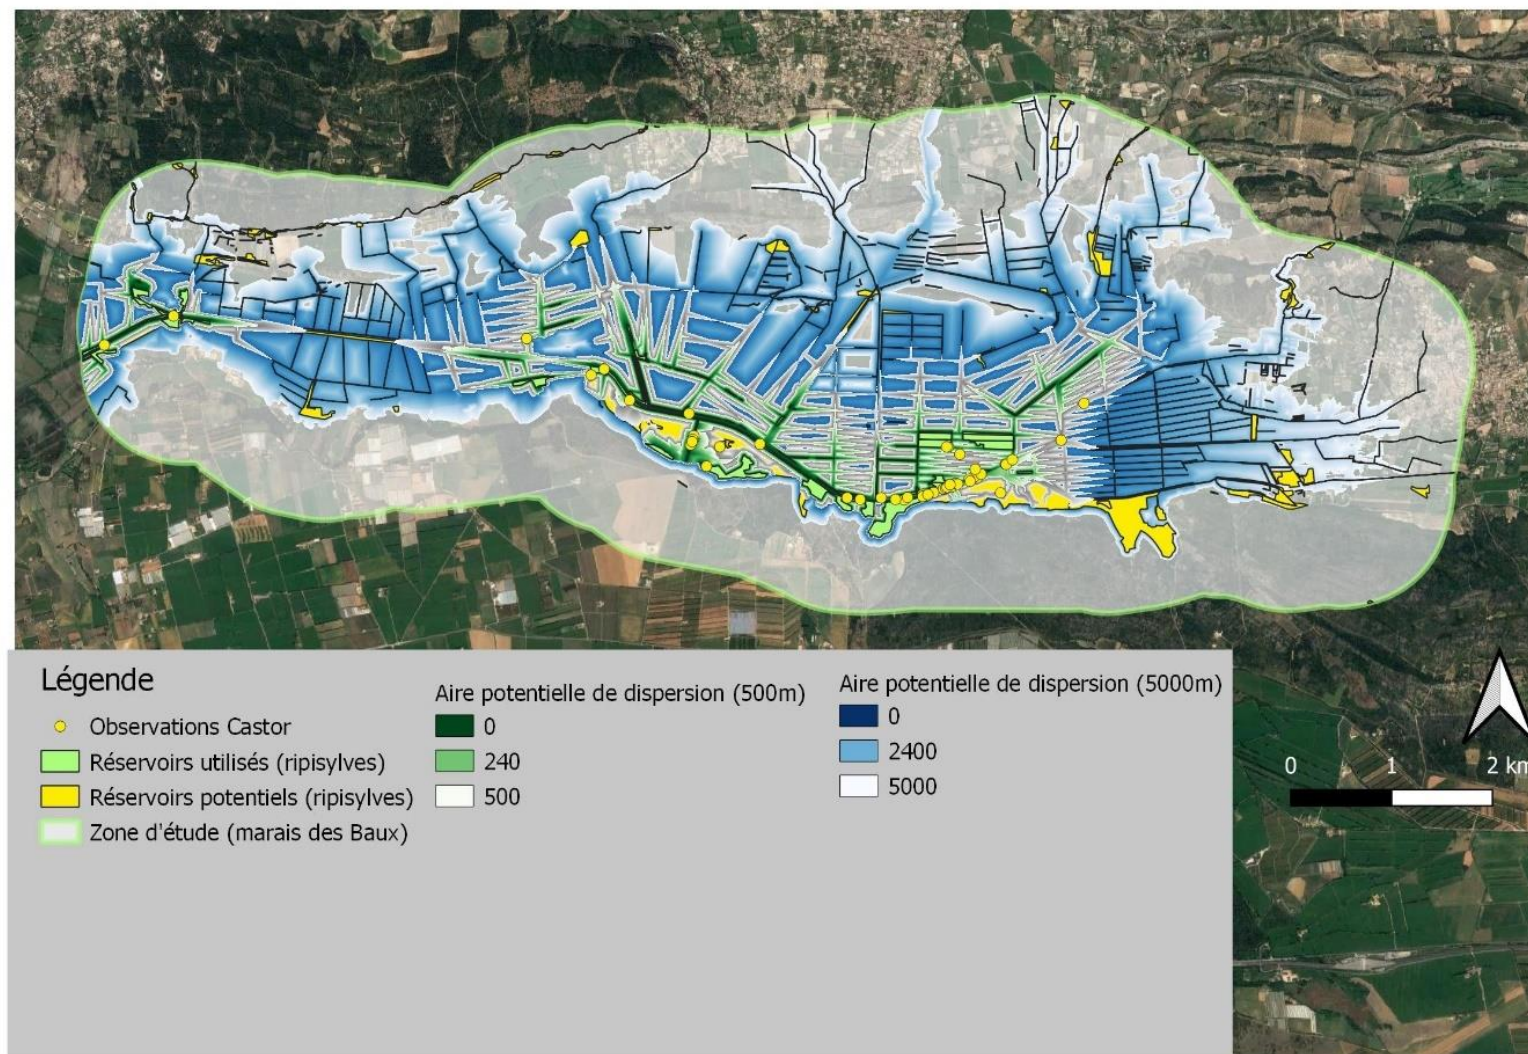 Légende
Observations Castor
Réservoirs utilisés (ripisylves)
Réservoirs potentiels (ripisylves)
Zone d'étude (marais des Baux)
Aire potentielle de dispersion (500m)
0
240
500
Aire potentielle de dispersion (5000m)
0
2400
5000
0 1 2 km